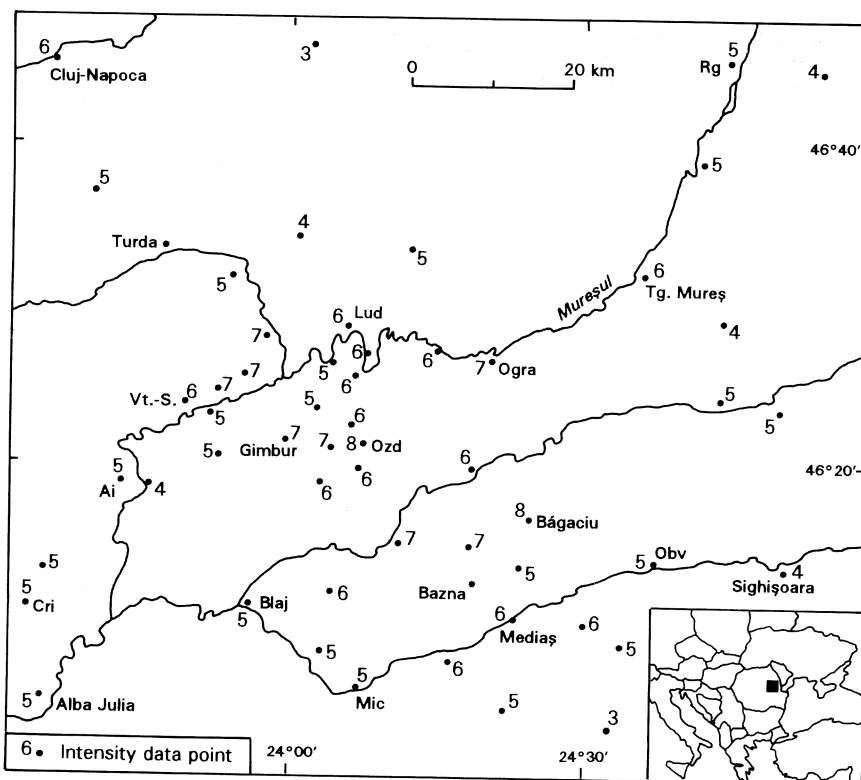 6
Cluj-Napoca
3
0 20 km
5
Rg
4
46°40'
5
5
4
5
Turda
5
Mureşul
6
Tg. Mureş
4
6 Lud
7
6
5
6
6
7 Ogra
7
7
6
Vt.-S.
5
5
6
5
5
7
Gimbur
7
8 Ozd
5
6
6
6
46°20'
5
Ai
4
8
Băgaciu
7
7
5
Bazna
5
5
Cri
6
Blaj
5
Obv
5
4
Sighişoara
6
Mediaş
6
5
5
6
5
Mic
5
3
5
Alba Julia
6 Intensity data point
24°00'
24°30'